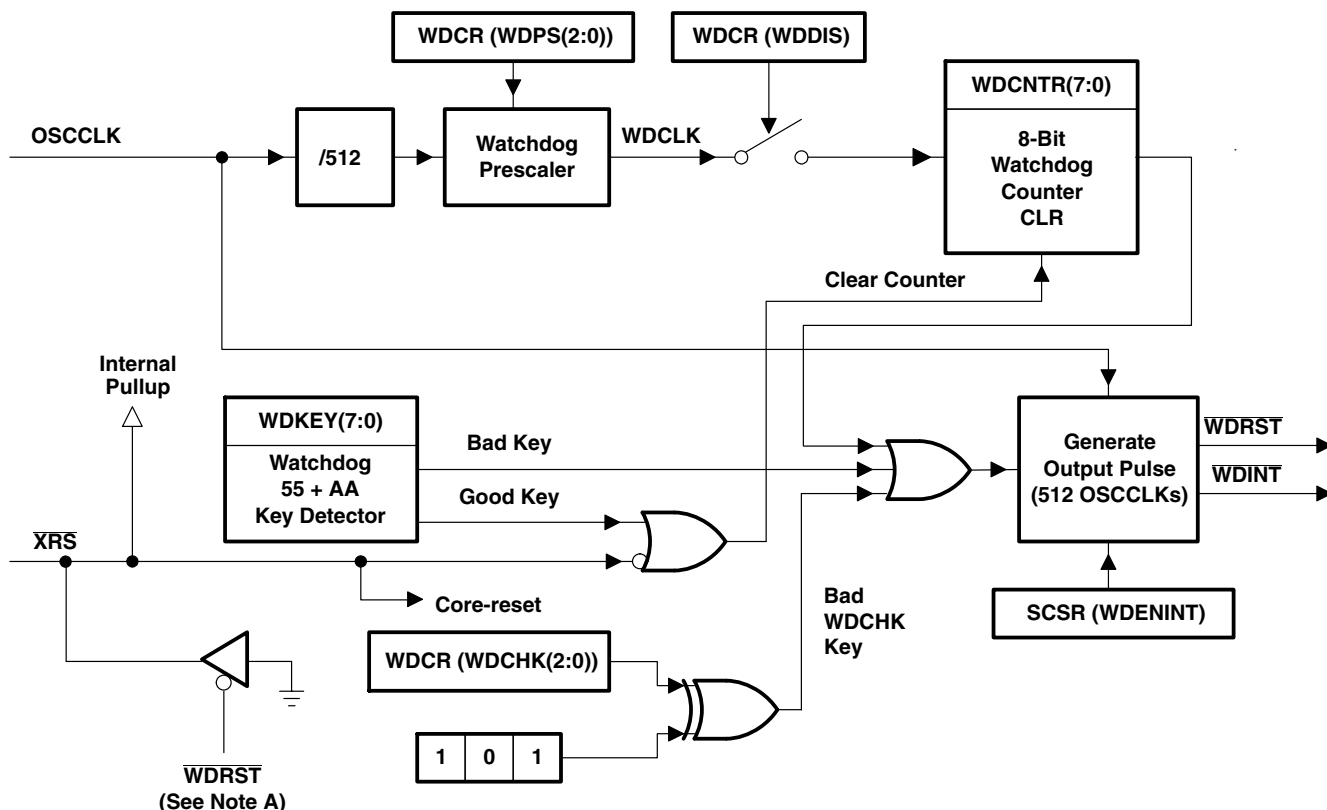 WDCR (WDPS(2:0))
WDCR (WDDIS)
WDCNTR(7:0)
OSCCLK
/512
Watchdog
Prescaler
WDCLK
8-Bit
Watchdog
Counter
CLR
Clear Counter
Internal
Pullup
WDKEY(7:0)
Watchdog
55 + AA
Key Detector
Bad Key
Good Key
Generate
Output Pulse
(512 OSCCLKs)
WDRST
WDINT
XRS
Core-reset
Bad
WDCHK
Key
SCSR (WDENINT)
WDCR (WDCHK(2:0))
1 0 1
WDRST
(See Note A)